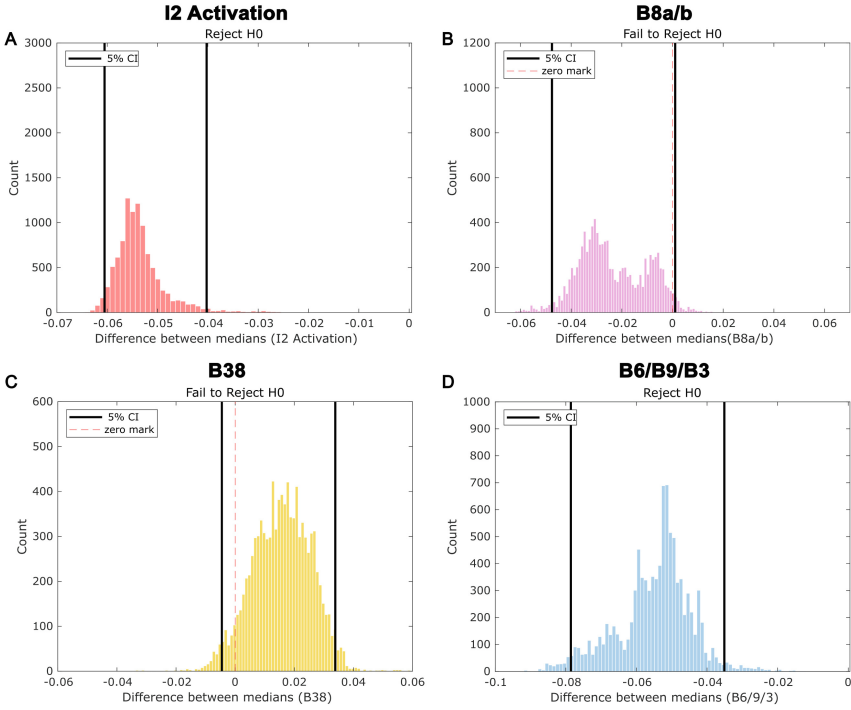 I2 Activation
B8a/b
A
Reject H0
B
Fail to Reject H0
3000
2500
2000
1500
1000
500
0
Count
5% CI
-0.07
-0.06
-0.05
-0.04
-0.03
-0.02
-0.01
0
Difference between medians (I2 Activation)
1200
1000
800
600
400
200
0
Count
5% CI
zero mark
-0.06
-0.04
-0.02
0
0.02
0.04
0.06
Difference between medians(B8a/b)
B38
B6/B9/B3
C
Fail to Reject H0
D
Reject H0
600
500
400
300
200
100
0
Count
5% CI
zero mark
-0.06
-0.04
-0.02
0
0.02
0.04
0.06
Difference between medians (B38)
1000
900
800
700
600
500
400
300
200
100
0
Count
5% CI
-0.1
-0.08
-0.06
-0.04
-0.02
0
Difference between medians (B6/9/3)